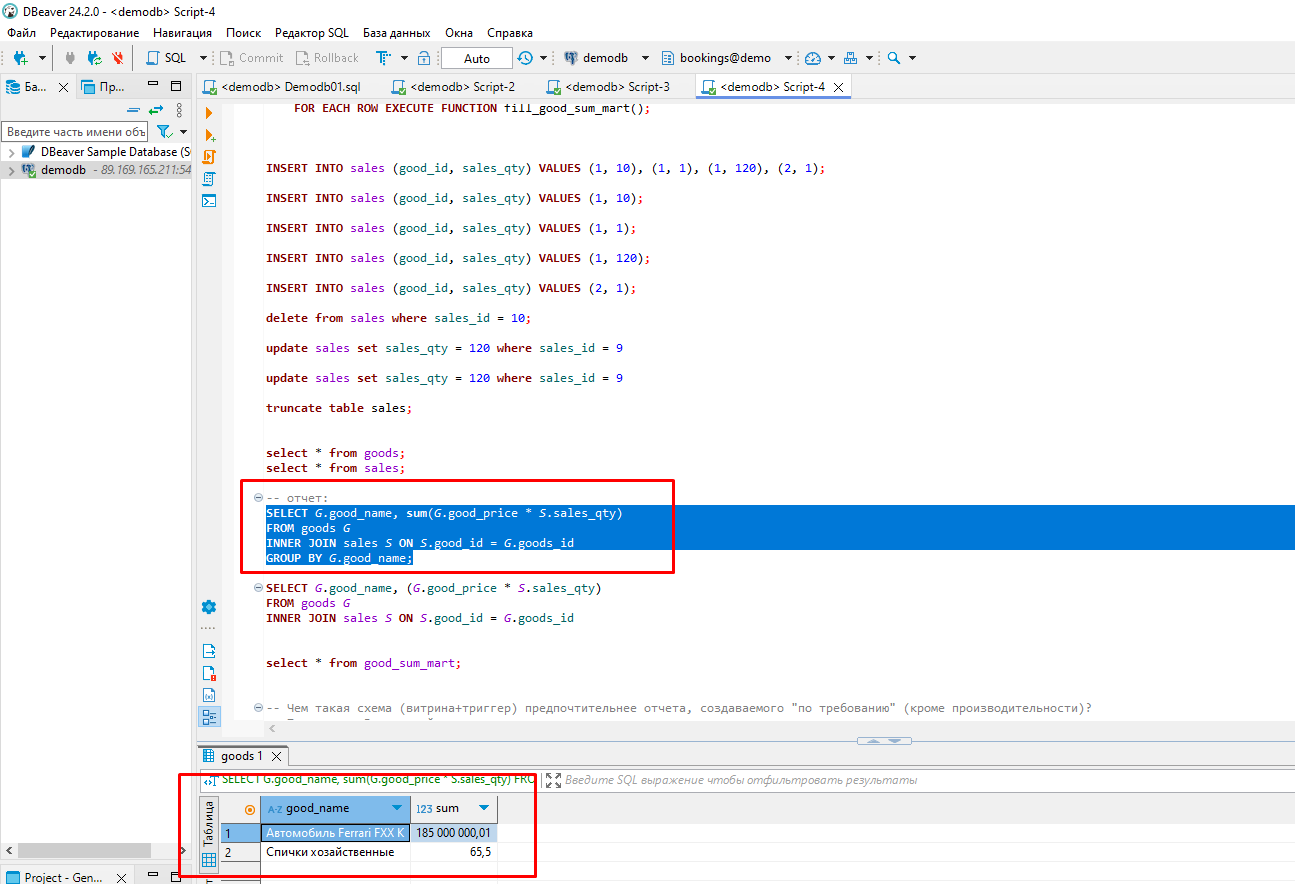 DBeaver 24.2.0 - <demodb> Script-4
Файл Редактирование Навигация Поиск Редактор SQL База данных Окна Справка
SQL Commit Rollback Auto demodb bookings@demo
Ба... Пр... <demodb> Demodb01.sql <demodb> Script-2 <demodb> Script-3 <demodb> Script-4
Введите часть имени объ
DBeaver Sample Database (S
demodb - 89.169.165.211:54
FOR EACH ROW EXECUTE FUNCTION fill_good_sum_mart();
INSERT INTO sales (good_id, sales_qty) VALUES (1, 10), (1, 1), (1, 120), (2, 1);
INSERT INTO sales (good_id, sales_qty) VALUES (1, 10);
INSERT INTO sales (good_id, sales_qty) VALUES (1, 1);
INSERT INTO sales (good_id, sales_qty) VALUES (1, 120);
INSERT INTO sales (good_id, sales_qty) VALUES (2, 1);
delete from sales where sales_id = 10;
update sales set sales_qty = 120 where sales_id = 9
update sales set sales_qty = 120 where sales_id = 9
truncate table sales;
select * from goods;
select * from sales;
-- отчет:
SELECT G.good_name, sum(G.good_price * S.sales_qty)
FROM goods G
INNER JOIN sales S ON S.good_id = G.goods_id
GROUP BY G.good_name;
SELECT G.good_name, (G.good_price * S.sales_qty)
FROM goods G
INNER JOIN sales S ON S.good_id = G.goods_id
select * from good_sum_mart;
-- Чем такая схема (витрина+триггер) предпочтительнее отчета, создаваемого "по требованию" (кроме производительности)?
goods 1
SELECT G.good_name, sum(G.good_price * S.sales_qty) FRO Введите SQL выражение чтобы отфильтровать результаты
Таблица
A-Z good_name 123 sum
1 Автомобиль Ferrari FXX K 185 000 000,01
2 Спички хозайственные 65,5
Project - Gen...